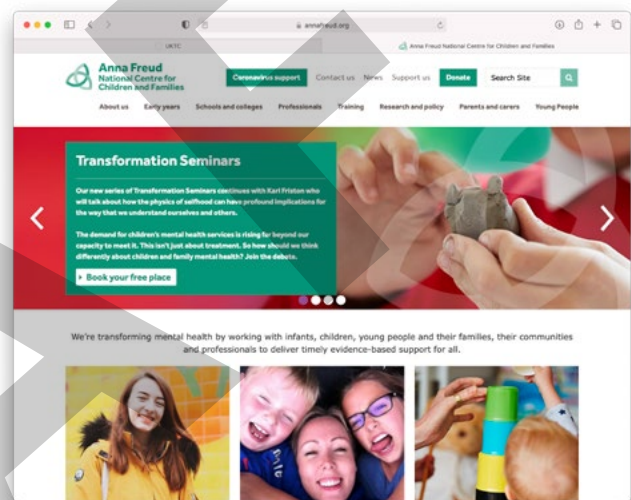 annafreud.org
UKTC
Anna Freud National Centre for Children and Families
Anna Freud
National Centre for
Children and Families
Coronavirus support Contact us News Support us Donate Search Site
About us Early years Schools and colleges Professionals Training Research and policy Parents and carers Young People
Transformation Seminars
Our new series of Transformation Seminars continues with Karl Friston who
will talk about how the physics of selfhood can have profound implications for
the way that we understand ourselves and others.
The demand for children's mental health services is rising far beyond our
capacity to meet it. This isn't just about treatment. So how should we think
differently about children and family mental health? Join the debate.
Book your free place
We're transforming mental health by working with infants, children, young people and their families, their communities
and professionals to deliver timely evidence-based support for all.